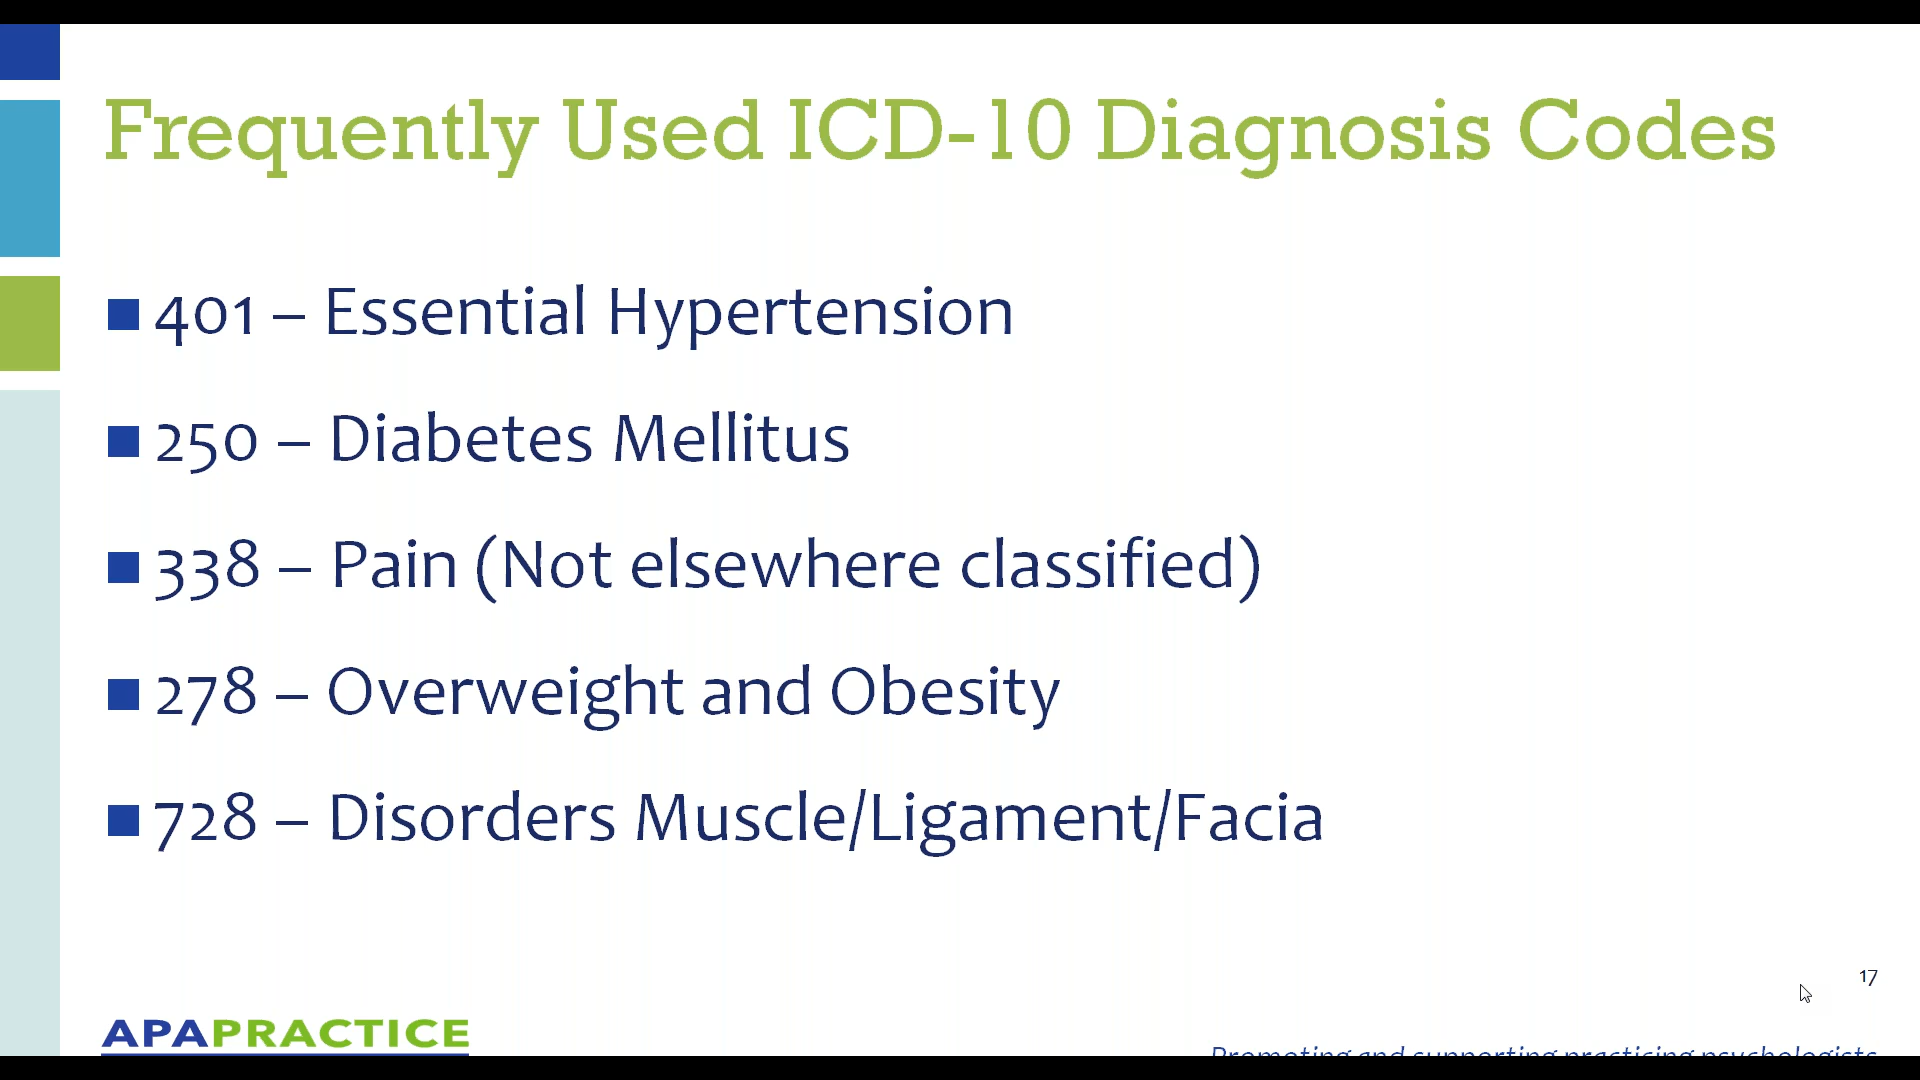 Frequently Used ICD-10 Diagnosis Codes
401 – Essential Hypertension
250 – Diabetes Mellitus
338 – Pain (Not elsewhere classified)
278 – Overweight and Obesity
728 – Disorders Muscle/Ligament/Facia
17
APAPRACTICE
Promoting and supporting practicing psychologists